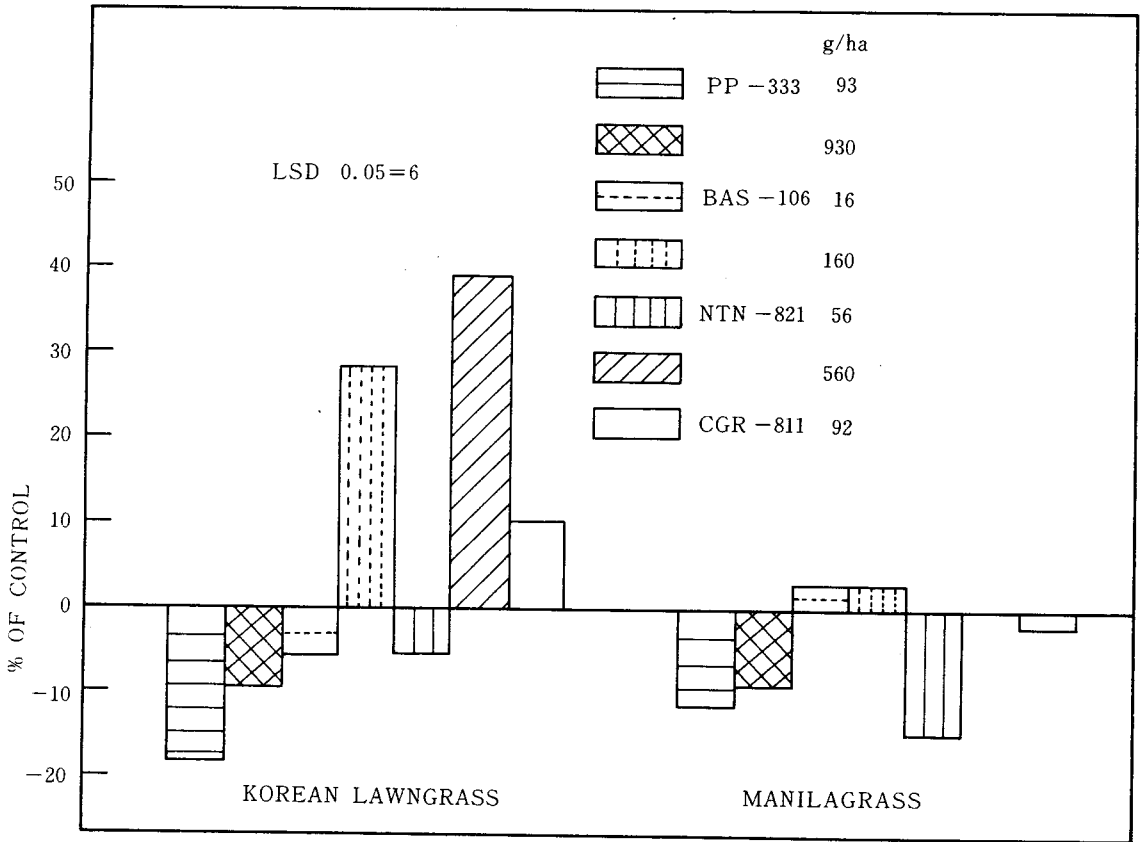 g/ha
PP -333 93
930
BAS -106 16
160
NTN -821 56
560
CGR -811 92
LSD 0.05=6
50
40
30
20
10
0
-10
-20
% OF CONTROL
KOREAN LAWNGRASS
MANILAGRASS